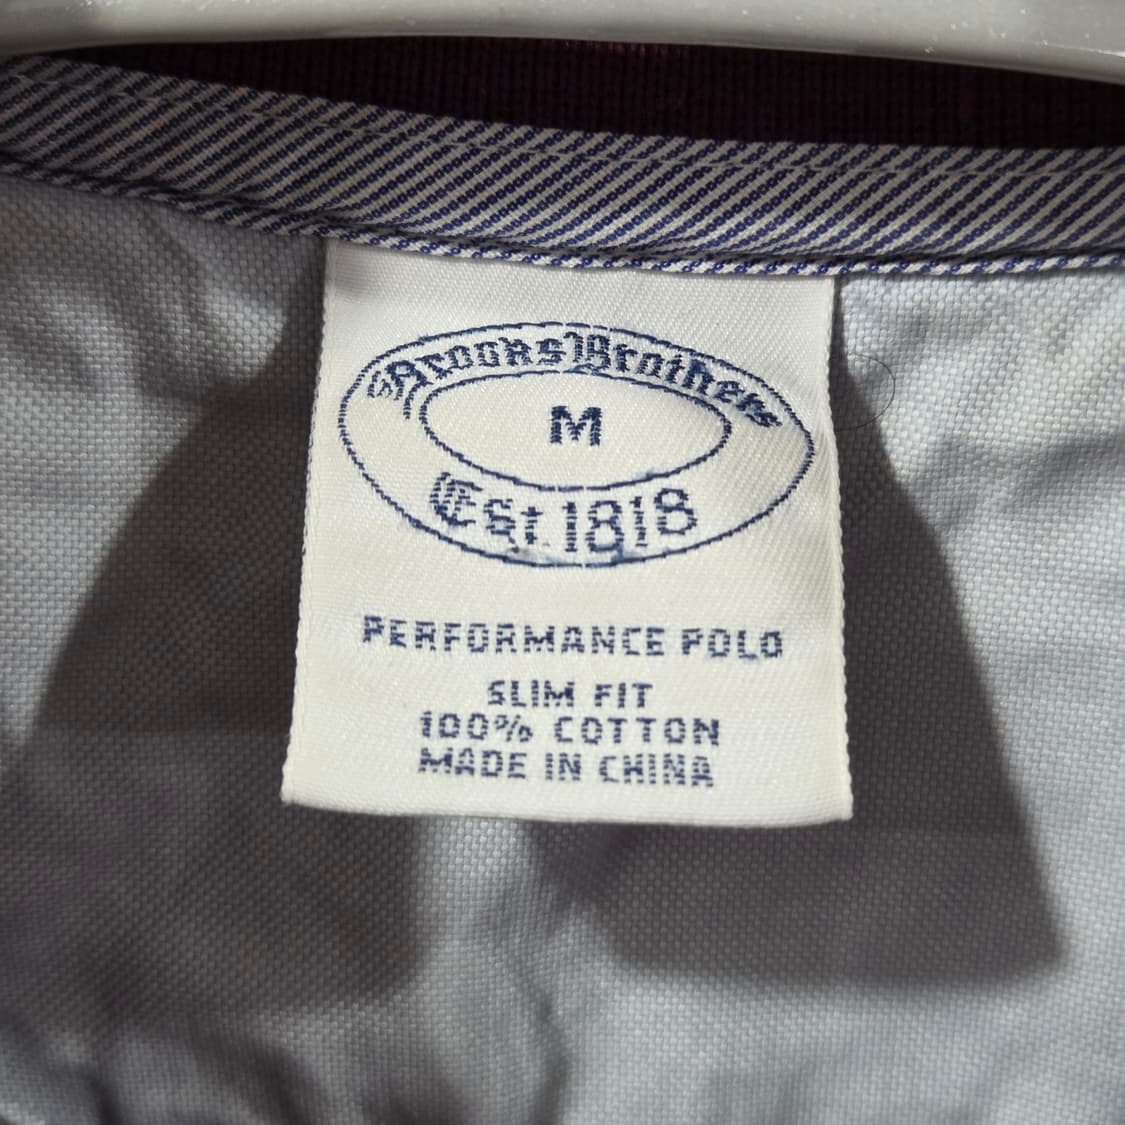 Brooks Brothers
M
Est. 1818
PERFORMANCE POLO
SLIM FIT
100% COTTON
MADE IN CHINA